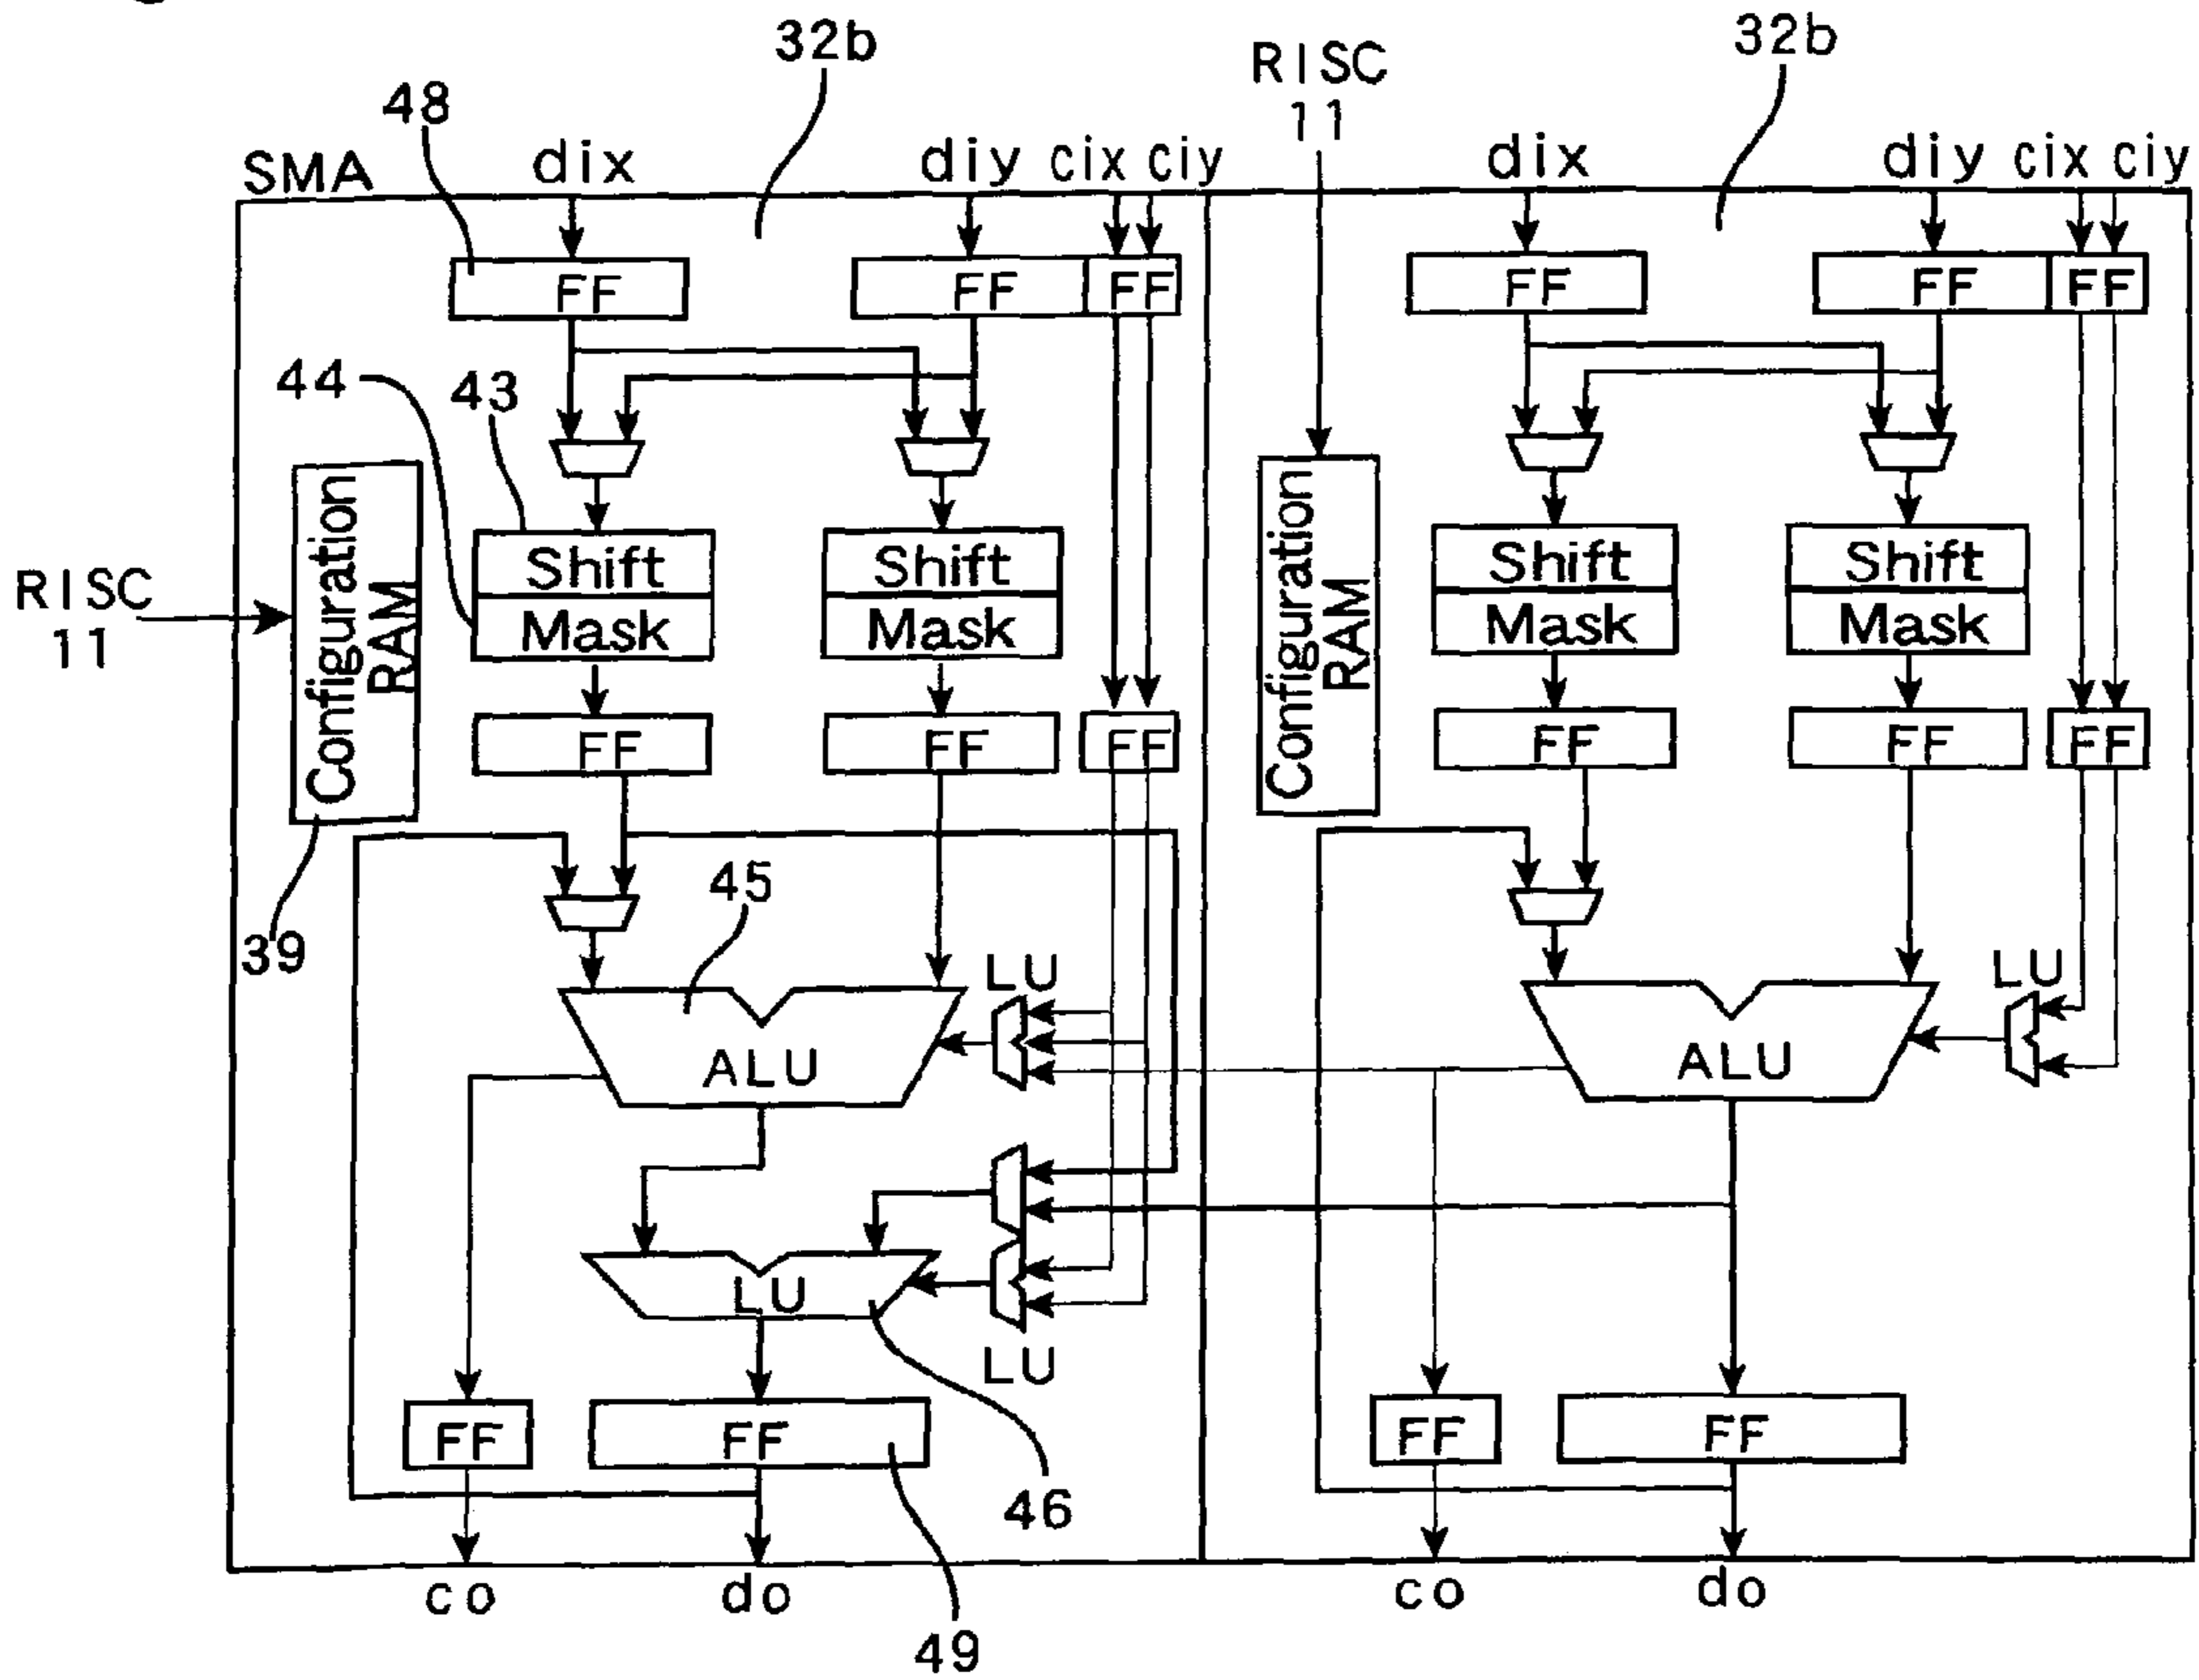 32b
32b
RISC
11
48
SMA
dix
diy
cix
ciy
dix
diy
cix
ciy
FF
FF
FF
FF
FF
FF
44
43
Configuration
RAM
Configuration
RAM
RISC
11
Shift
Shift
Shift
Shift
Mask
Mask
Mask
Mask
FF
FF
FF
FF
FF
FF
39
45
LU
LU
ALU
ALU
LU
LU
FF
FF
FF
FF
46
co
do
co
do
49